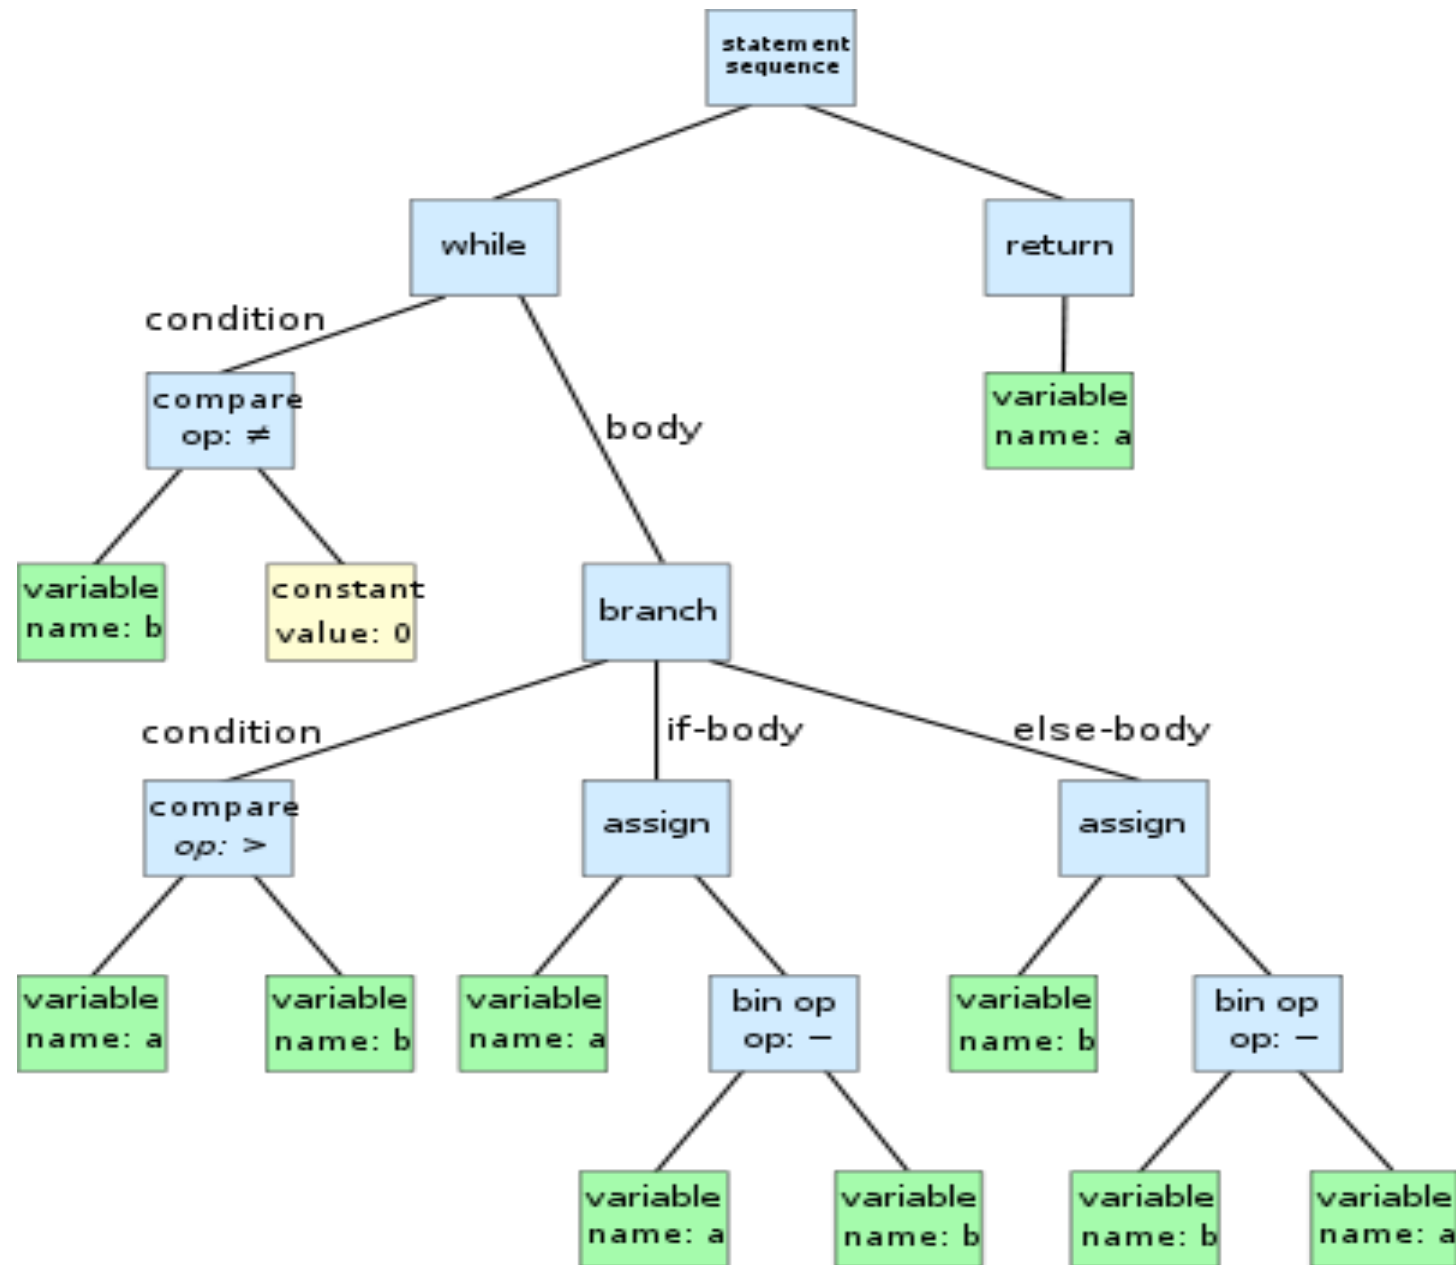 statement
sequence
while
return
condition
compare
op: ≠
body
variable
name: a
variable
name: b
constant
value: 0
branch
condition
if-body
else-body
compare
op: >
assign
assign
variable
name: a
variable
name: b
variable
name: a
bin op
op: −
variable
name: b
bin op
op: −
variable
name: a
variable
name: b
variable
name: b
variable
name: a